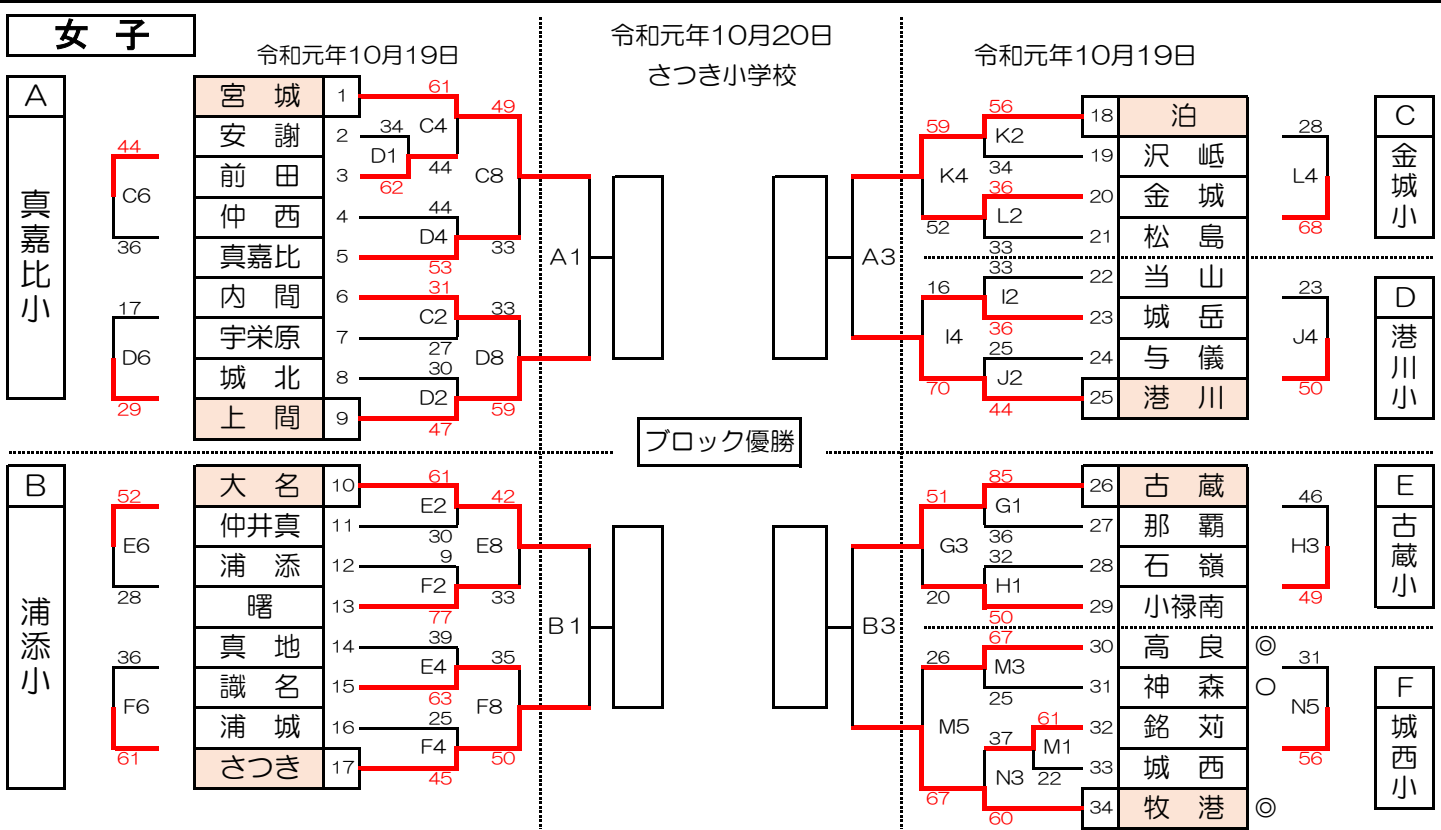 女 子
令和元年10月19日
令和元年10月20日
さつき小学校
令和元年10月19日
A
真嘉比小
44
C6
36
17
D6
29
宮 城 1
安 謝 2
前 田 3
仲 西 4
真嘉比 5
内 間 6
宇栄原 7
城 北 8
上 間 9
61
34
C4
D1
44
62
44
D4
53
31
C2
27
30
D2
47
49
C8
33
33
D8
59
A1
B
浦添小
52
E6
28
36
F6
61
大 名 10
仲井真 11
浦 添 12
曙 13
真 地 14
識 名 15
浦 城 16
さつき 17
61
E2
30
9
F2
77
39
E4
63
25
F4
45
42
E8
33
35
F8
50
B1
ブロック優勝
A3
59
K4
52
16
I4
70
56
K2
34
36
L2
33
33
I2
36
25
J2
44
18 泊
19 沢 岻
20 金 城
21 松 島
22 当 山
23 城 岳
24 与 儀
25 港 川
28
L4
68
23
J4
50
C
金城小
D
港川小
B3
51
G3
20
26
M5
67
85
G1
36
32
H1
50
67
M3
25
61
37
M1
N3
22
60
26 古 蔵
27 那 覇
28 石 嶺
29 小禄南
30 高 良 ◎
31 神 森 ○
32 銘 苅
33 城 西
34 牧 港 ◎
46
H3
49
31
N5
56
E
古蔵小
F
城西小